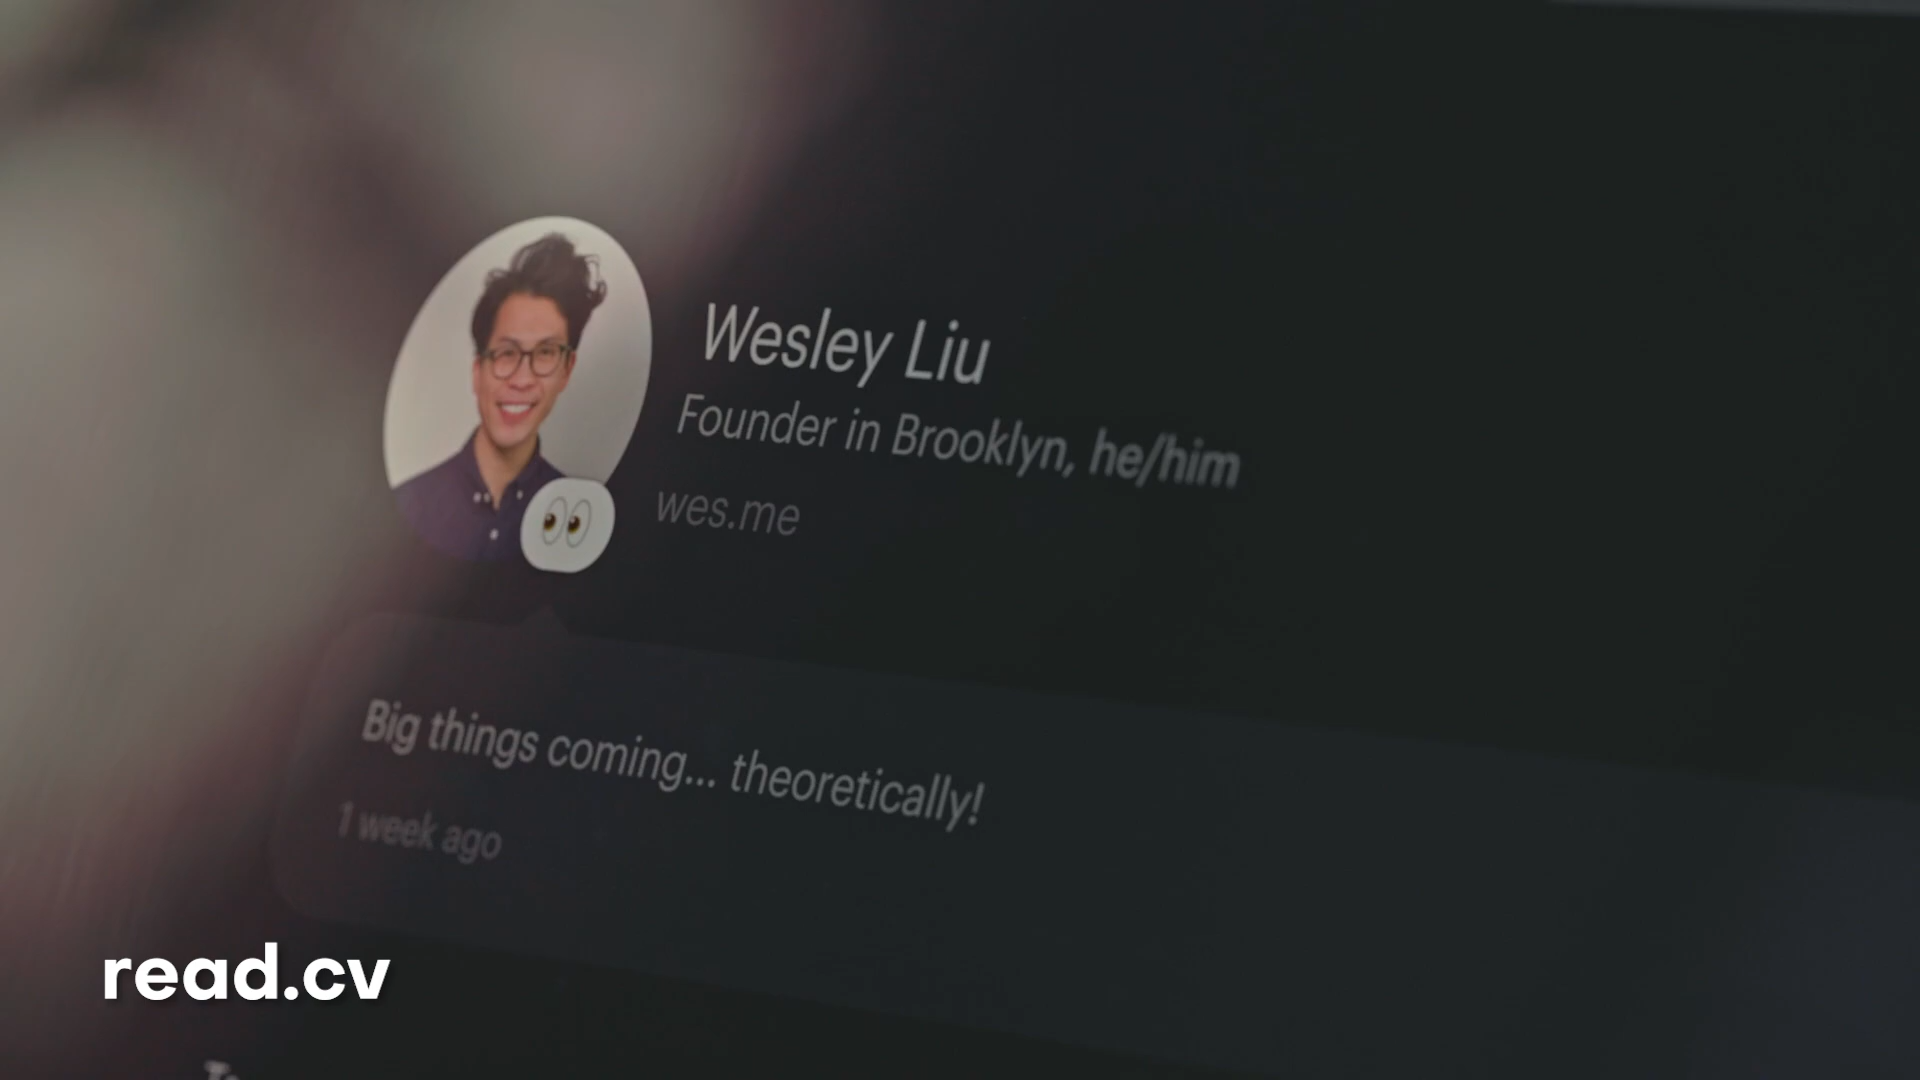 Wesley Liu
Founder in Brooklyn, he/him
wes.me
Big things coming... theoretically!
1 week ago
read.cv